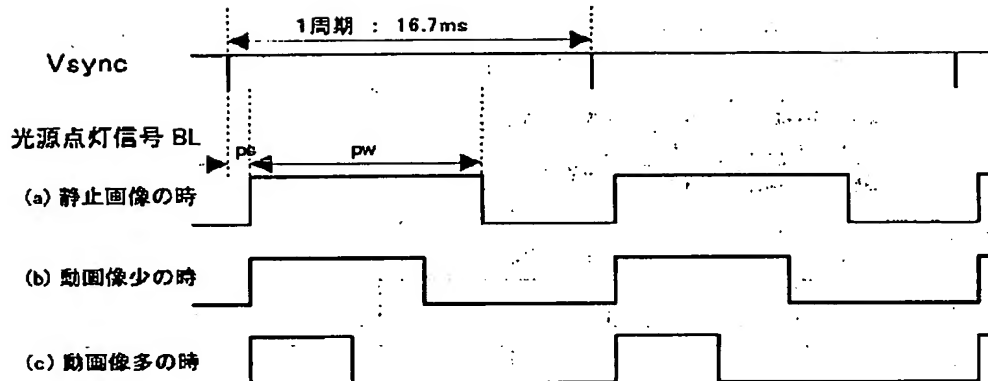 1周期 : 16.7ms
Vsync
光源点灯信号 BL
ps
pw
(a) 静止画像の時
(b) 動画像少の時
(c) 動画像多の時